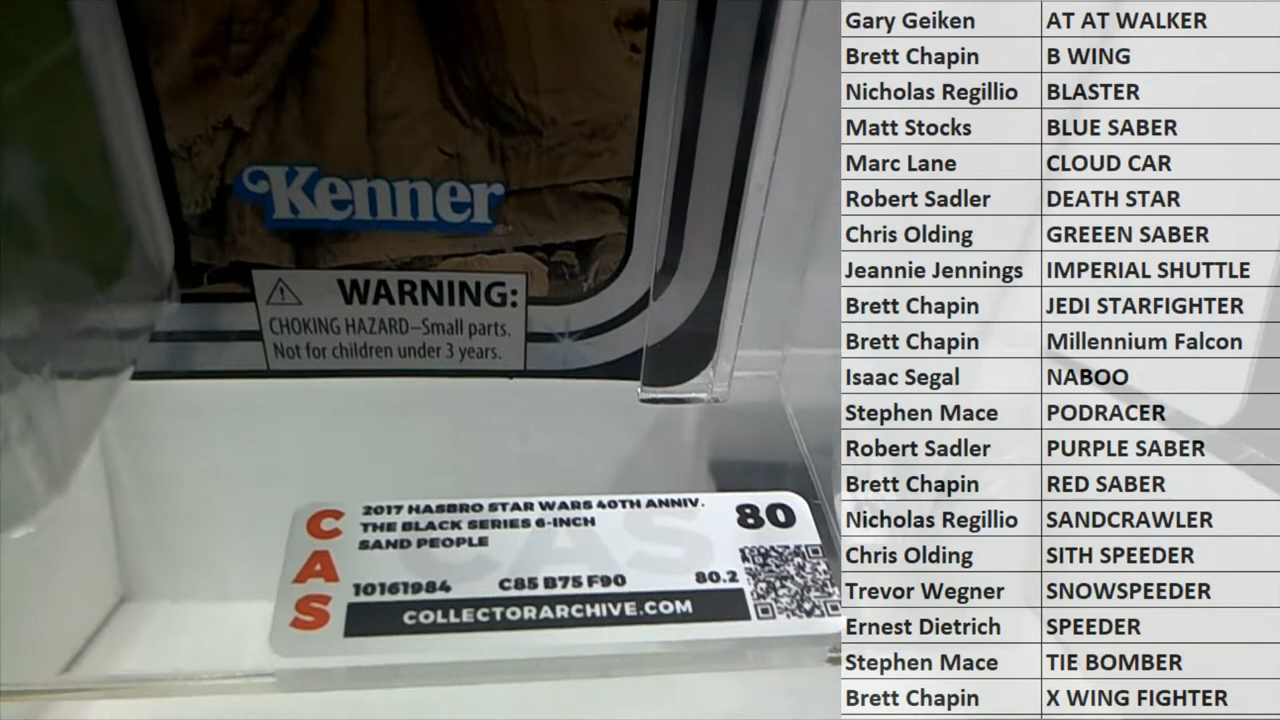 Kenner
WARNING:
CHOKING HAZARD–Small parts.
Not for children under 3 years.
CAS
2017 HASBRO STAR WARS 40TH ANNIV.
THE BLACK SERIES 6-INCH
SAND PEOPLE
80
10161984 C85 B75 F90 80.2
COLLECTORARCHIVE.COM
Gary Geiken AT AT WALKER
Brett Chapin B WING
Nicholas Regillio BLASTER
Matt Stocks BLUE SABER
Marc Lane CLOUD CAR
Robert Sadler DEATH STAR
Chris Olding GREEEN SABER
Jeannie Jennings IMPERIAL SHUTTLE
Brett Chapin JEDI STARFIGHTER
Brett Chapin Millennium Falcon
Isaac Segal NABOO
Stephen Mace PODRACER
Robert Sadler PURPLE SABER
Brett Chapin RED SABER
Nicholas Regillio SANDCRAWLER
Chris Olding SITH SPEEDER
Trevor Wegner SNOWSPEEDER
Ernest Dietrich SPEEDER
Stephen Mace TIE BOMBER
Brett Chapin X WING FIGHTER